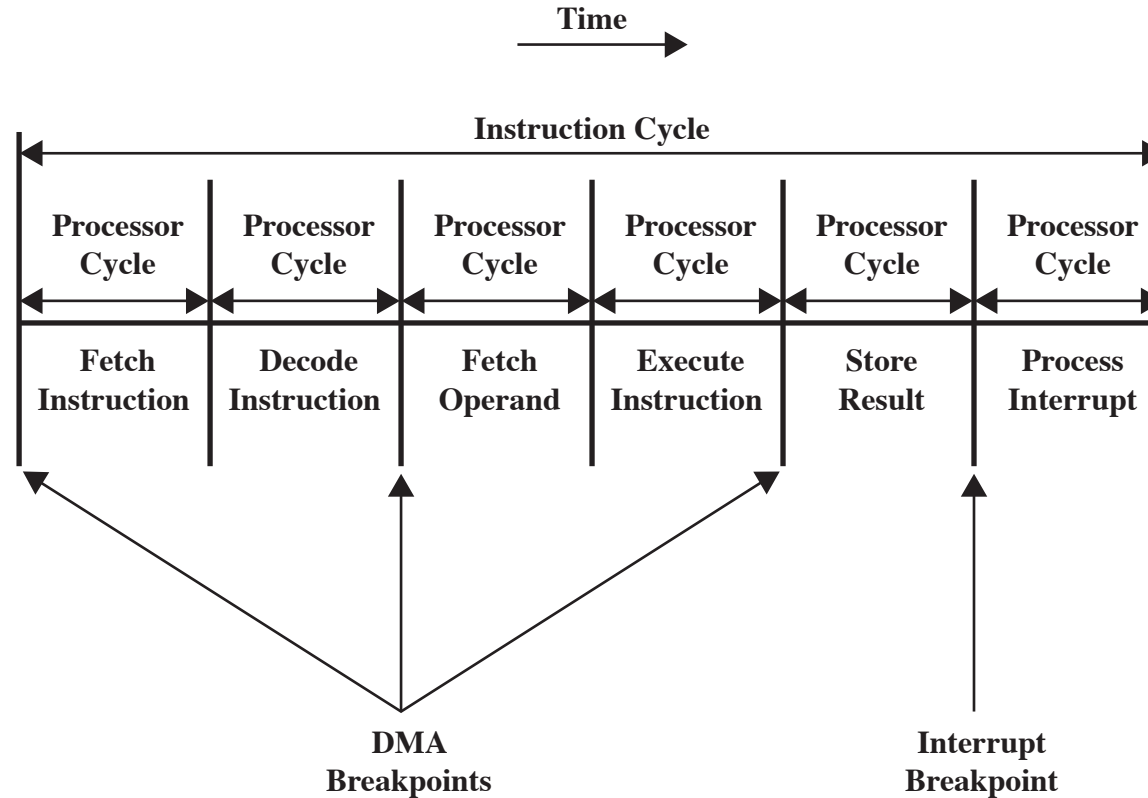 Time
Instruction Cycle
Processor Processor Processor Processor Processor Processor
Cycle Cycle Cycle Cycle Cycle Cycle
Fetch Decode Fetch Execute Store Process
Instruction Instruction Operand Instruction Result Interrupt
DMA Interrupt
Breakpoints Breakpoint